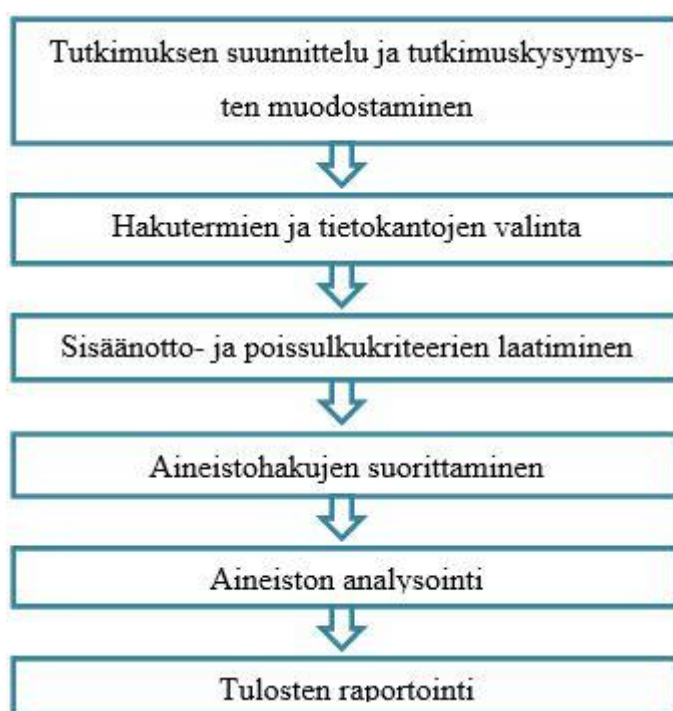 Tutkimuksen suunnittelu ja tutkimuskysymys-
ten muodostaminen
Hakutermien ja tietokantojen valinta
Sisäänotto- ja poissulkukriteerien laatiminen
Aineistohakujen suorittaminen
Aineiston analysointi
Tulosten raportointi